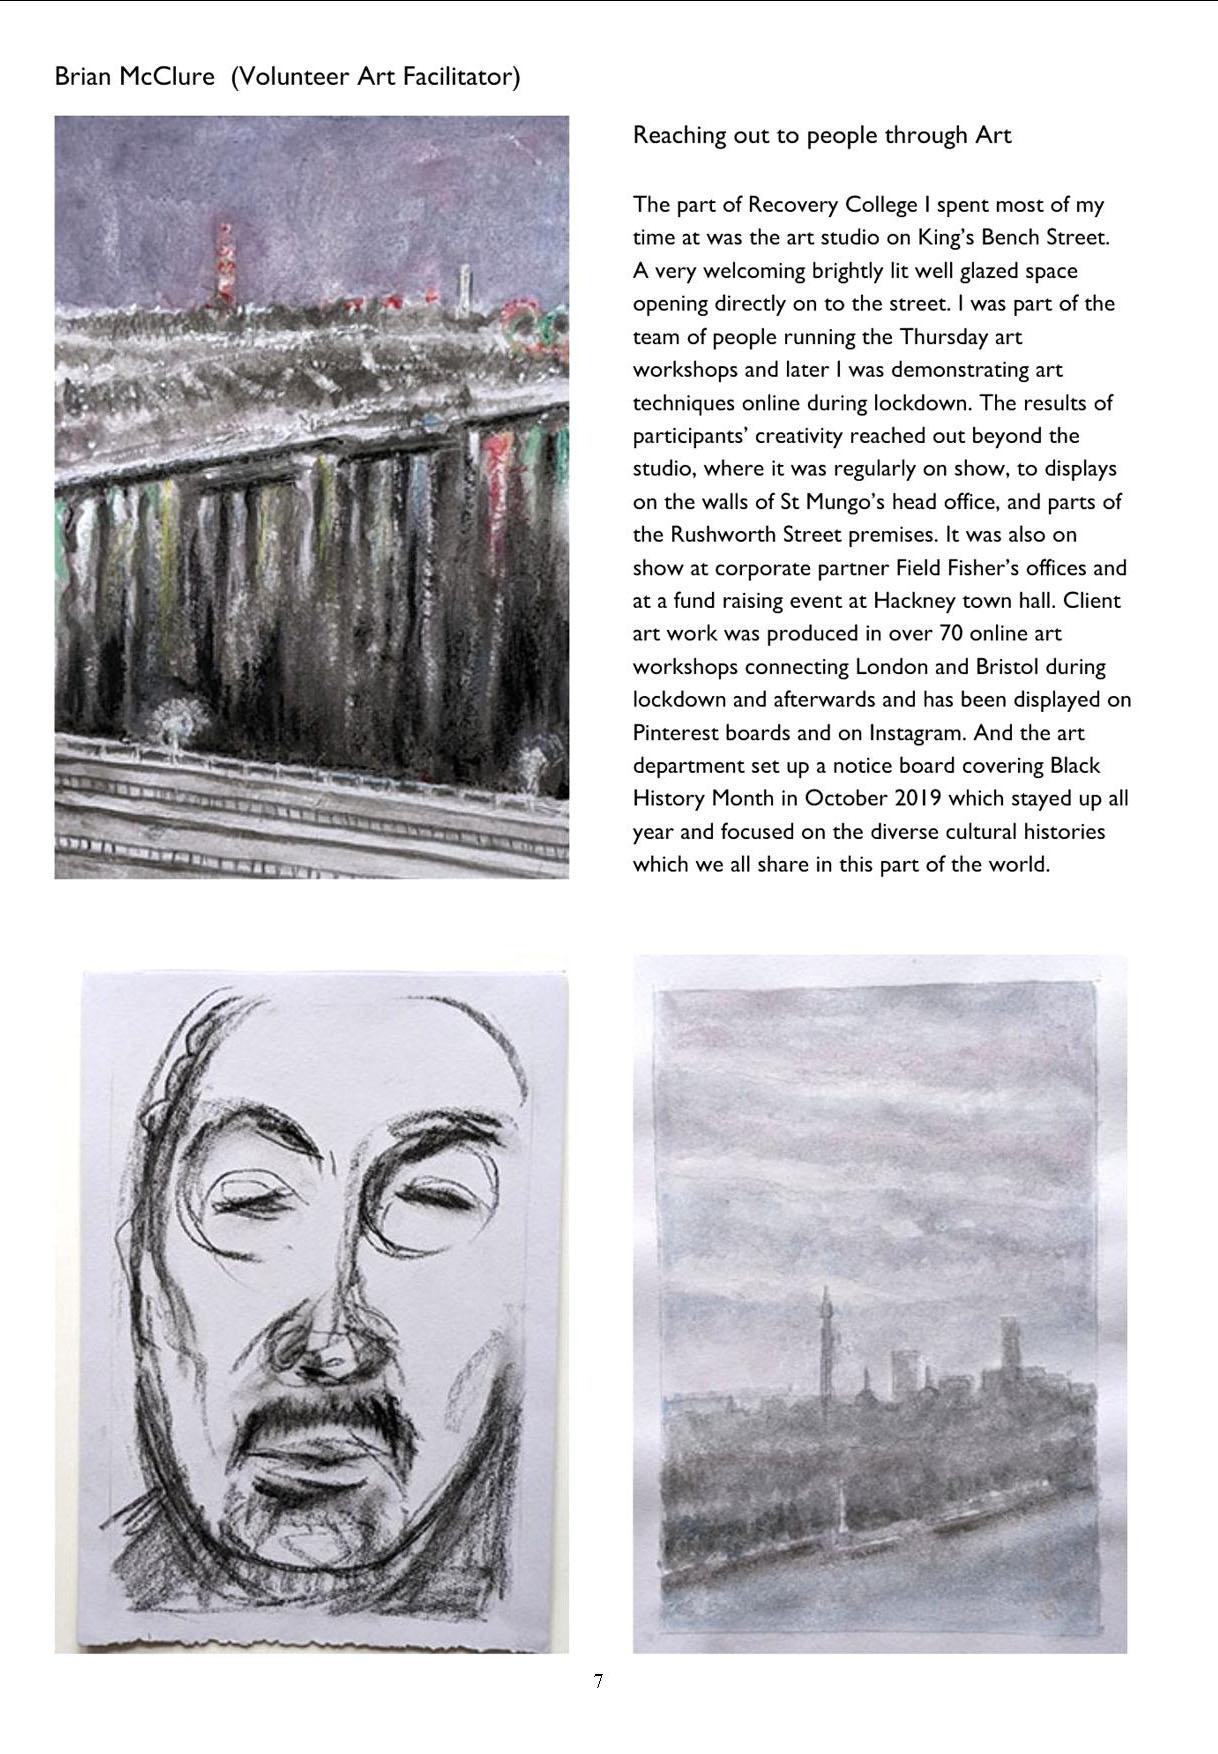 Brian McClure  (Volunteer Art Facilitator)
Reaching out to people through Art
The part of Recovery College I spent most of my
time at was the art studio on King’s Bench Street.
A very welcoming brightly lit well glazed space
opening directly on to the street. I was part of the
team of people running the Thursday art
workshops and later I was demonstrating art
techniques online during lockdown. The results of
participants’ creativity reached out beyond the
studio, where it was regularly on show, to displays
on the walls of St Mungo’s head office, and parts of
the Rushworth Street premises. It was also on
show at corporate partner Field Fisher’s offices and
at a fund raising event at Hackney town hall. Client
art work was produced in over 70 online art
workshops connecting London and Bristol during
lockdown and afterwards and has been displayed on
Pinterest boards and on Instagram. And the art
department set up a notice board covering Black
History Month in October 2019 which stayed up all
year and focused on the diverse cultural histories
which we all share in this part of the world.
7